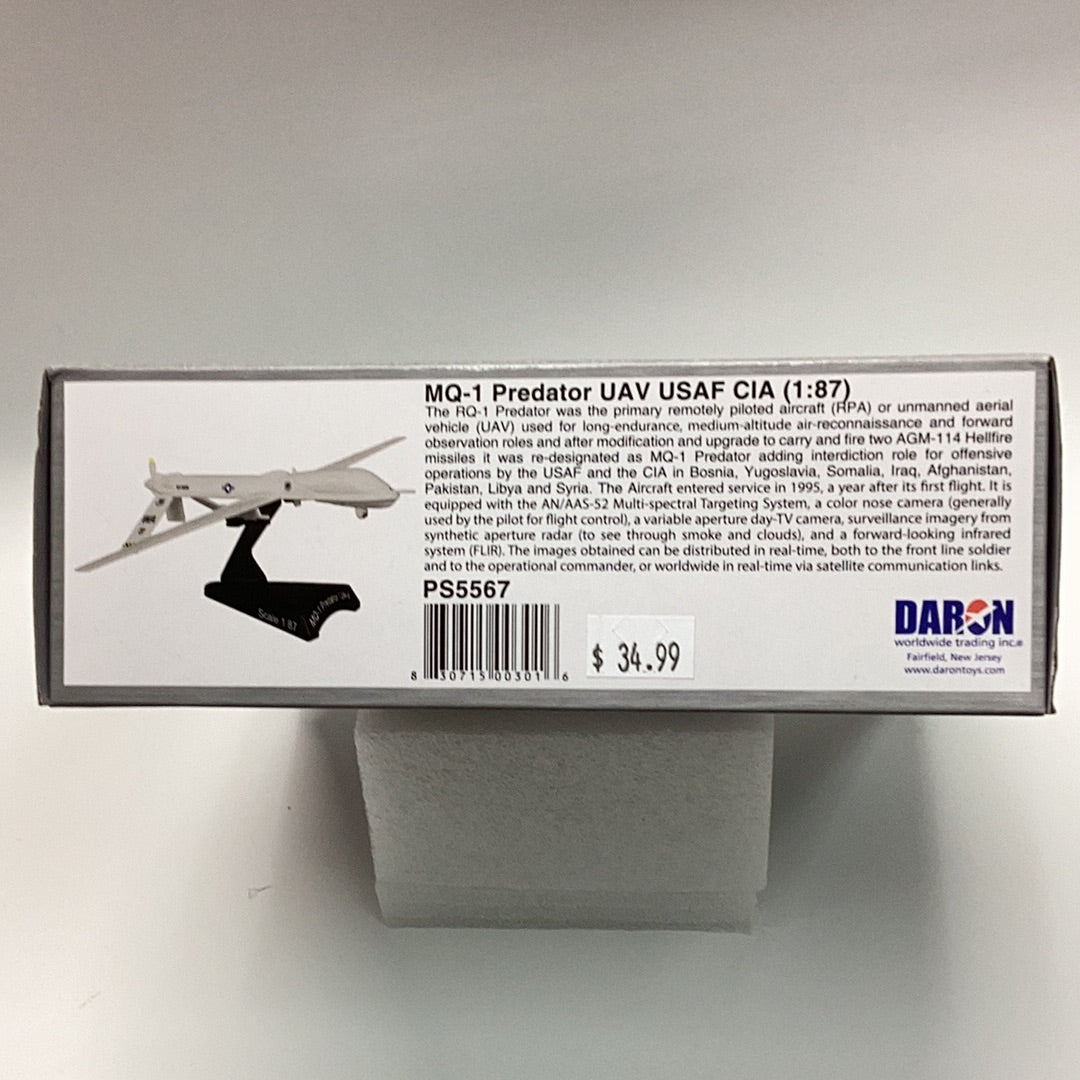 MQ-1 Predator UAV USAF CIA (1:87)
The RQ-1 Predator was the primary remotely piloted aircraft (RPA) or unmanned aerial
vehicle (UAV) used for long-endurance, medium-altitude air-reconnaissance and forward
observation roles and after modification and upgrade to carry and fire two AGM-114 Hellfire
missiles it was re-designated as MQ-1 Predator adding interdiction role for offensive
operations by the USAF and the CIA in Bosnia, Yugoslavia, Somalia, Iraq, Afghanistan,
Pakistan, Libya and Syria. The Aircraft entered service in 1995, a year after its first flight. It is
equipped with the AN/AAS-52 Multi-spectral Targeting System, a color nose camera (generally
used by the pilot for flight control), a variable aperture day-TV camera, surveillance imagery from
synthetic aperture radar (to see through smoke and clouds), and a forward-looking infrared
system (FLIR). The images obtained can be distributed in real-time, both to the front line soldier
and to the operational commander, or worldwide in real-time via satellite communication links.
PS5567
8 30715 00301 6
$ 34.99
DARON
worldwide trading inc.®
Fairfield, New Jersey
www.darontoys.com
Scale 1:87
MQ-1 Predator UAV